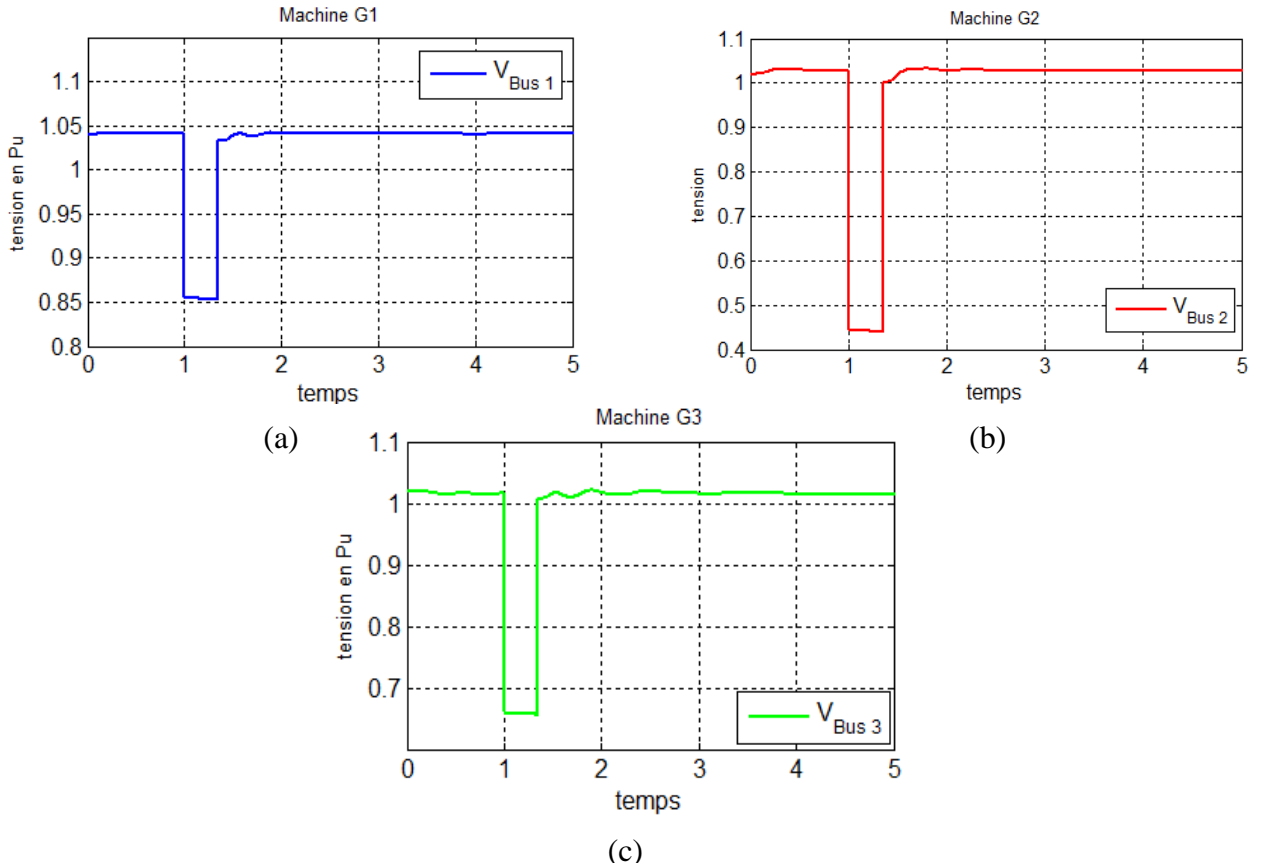 Machine G1
tension en Pu
1.1
1.05
1
0.95
0.9
0.85
0.8
0 1 2 3 4 5
temps
V Bus 1
(a)
Machine G2
tension
1.1
1
0.9
0.8
0.7
0.6
0.5
0.4
0 1 2 3 4 5
temps
V Bus 2
(b)
Machine G3
tension en Pu
1.1
1
0.9
0.8
0.7
0 1 2 3 4 5
temps
V Bus 3
(c)